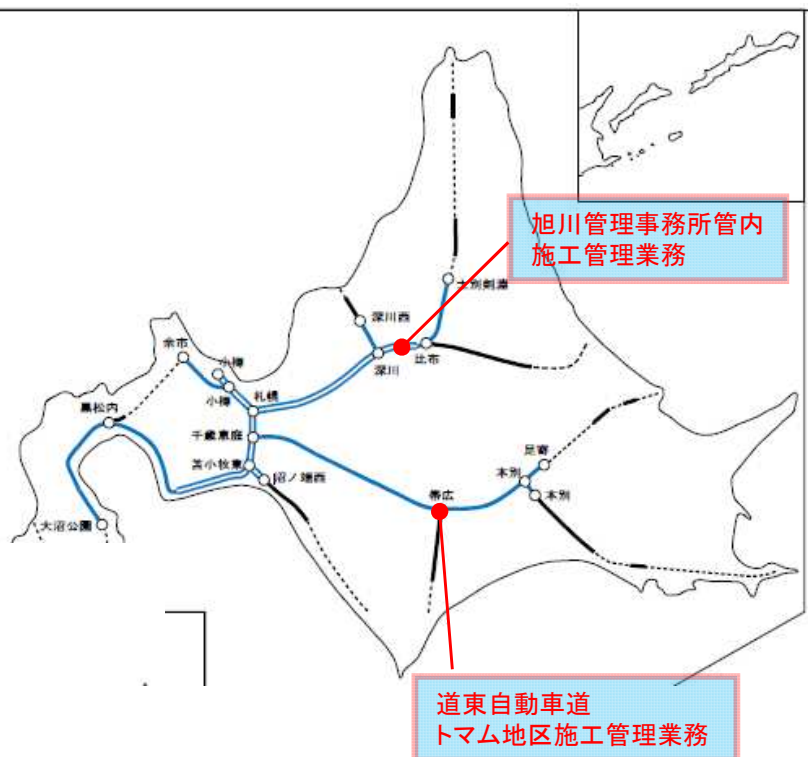 旭川管理事務所管内
施工管理業務
士別剣淵
深川西
余市
小樽
深川
比布
小樽
札幌
黒松内
千歳恵庭
足寄
苫小牧東
本別
沼ノ端西
帯広
本別
大沼公園
道東自動車道
トマム地区施工管理業務